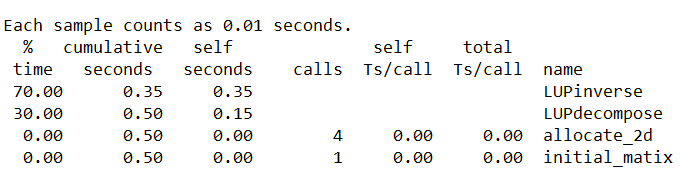 Each sample counts as 0.01 seconds.
  %   cumulative   self              self     total
 time   seconds   seconds    calls  Ts/call  Ts/call  name
 70.00      0.35     0.35                             LUPinverse
 30.00      0.50     0.15                             LUPdecompose
  0.00      0.50     0.00        4     0.00     0.00  allocate_2d
  0.00      0.50     0.00        1     0.00     0.00  initial_matix